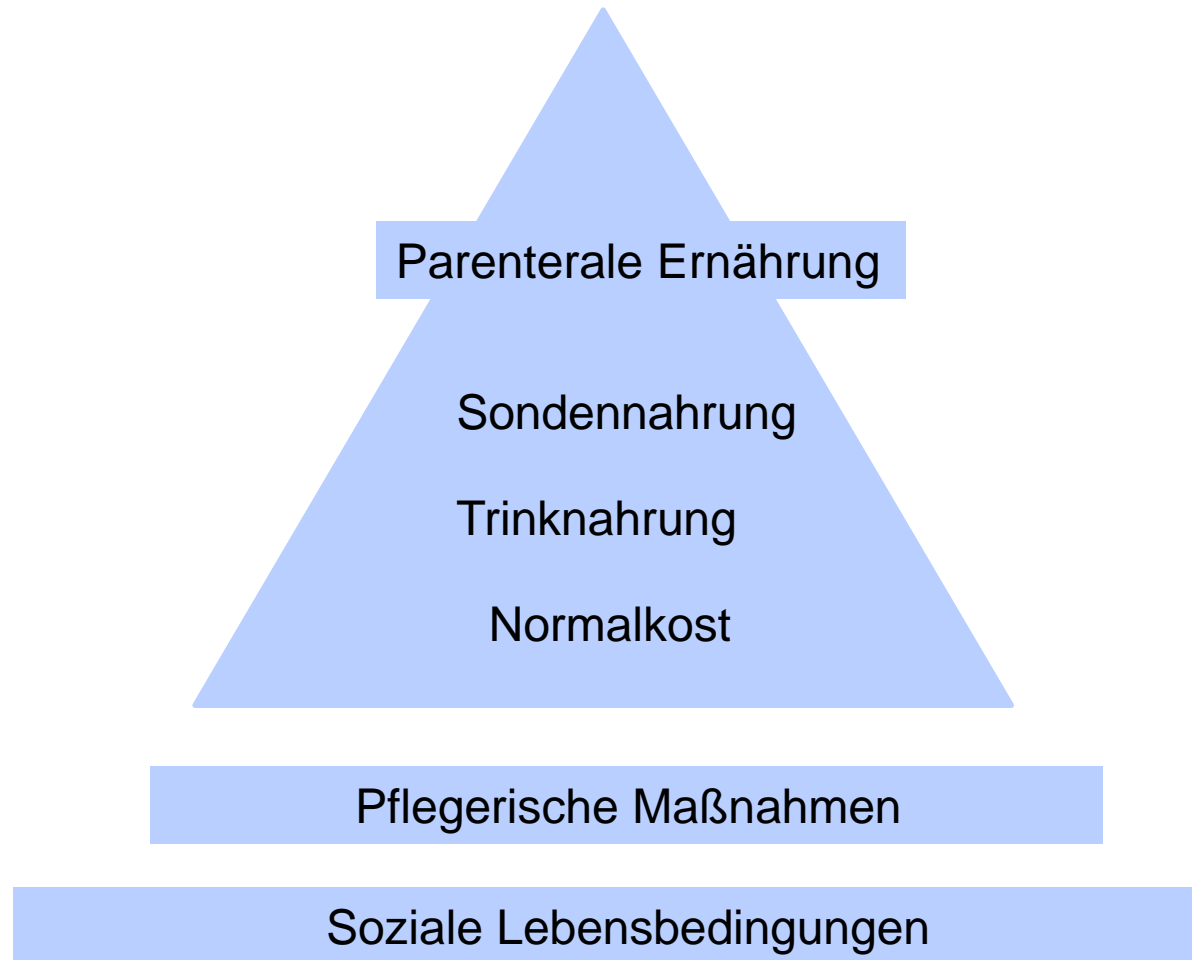 Parenterale Ernährung
Sondennahrung
Trinknahrung
Normalkost
Pflegerische Maßnahmen
Soziale Lebensbedingungen